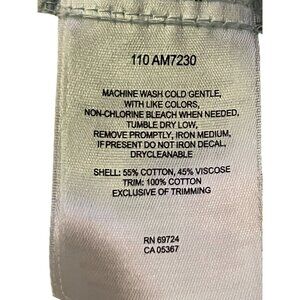 110 AM7230
MACHINE WASH COLD GENTLE,
WITH LIKE COLORS,
NON-CHLORINE BLEACH WHEN NEEDED,
TUMBLE DRY LOW,
REMOVE PROMPTLY, IRON MEDIUM,
IF PRESENT DO NOT IRON DECAL,
DRYCLEANABLE
SHELL: 55% COTTON, 45% VISCOSE
TRIM: 100% COTTON
EXCLUSIVE OF TRIMMING
RN 69724
CA 05367